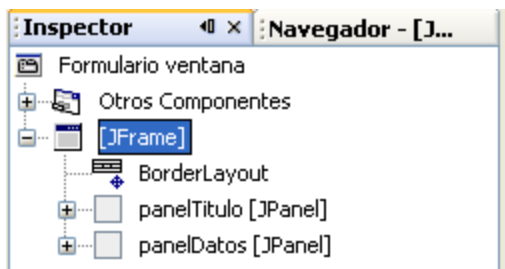 Inspector
Navegador - [J...
Formulario ventana
Otros Componentes
[JFrame]
BorderLayout
panelTitulo [JPanel]
panelDatos [JPanel]